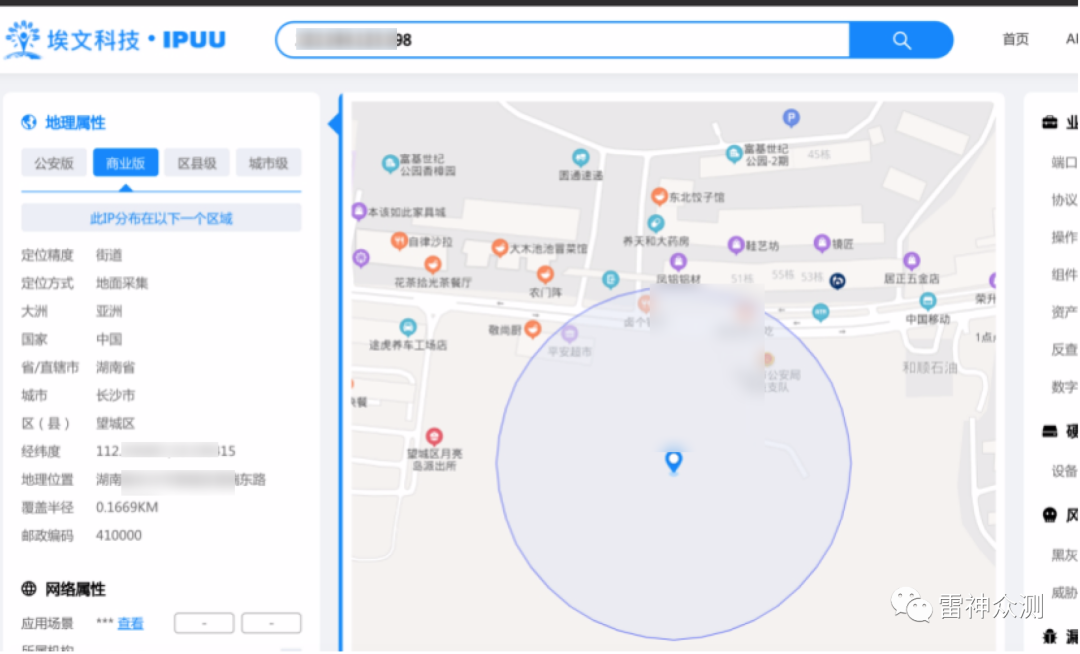 埃文科技·IPUU
98
首页
AI
地理属性
公安版 商业版 区县级 城市级
此IP分布在以下一个区域
定位精度 街道
定位方式 地面采集
大洲 亚洲
国家 中国
省/直辖市 湖南省
城市 长沙市
区（县） 望城区
经纬度 112. 415
地理位置 湖南 东路
覆盖半径 0.1669KM
邮政编码 410000
网络属性
应用场景 *** 查看 - -
P
富基世纪
公园香樟园
圆通速递
富基世纪
公园-2期
45栋
东北饺子馆
本该如此家具城
自律沙拉
大木池池冒菜馆
养天和大药房
鞋艺坊
锦匠
花茶拾光茶餐厅
农门阵
凤铝铝材
51栋
55栋
53栋
居正五金店
荣升
中国移动
敬尚厨
途虎养车工场店
平安超市
1点
和顺石油
公安局
支队
望城区月亮
岛派出所
业
端口
协议
操作
组件
资产
反查
数字
硬
设备
风
黑灰
威胁
漏
雷神众测